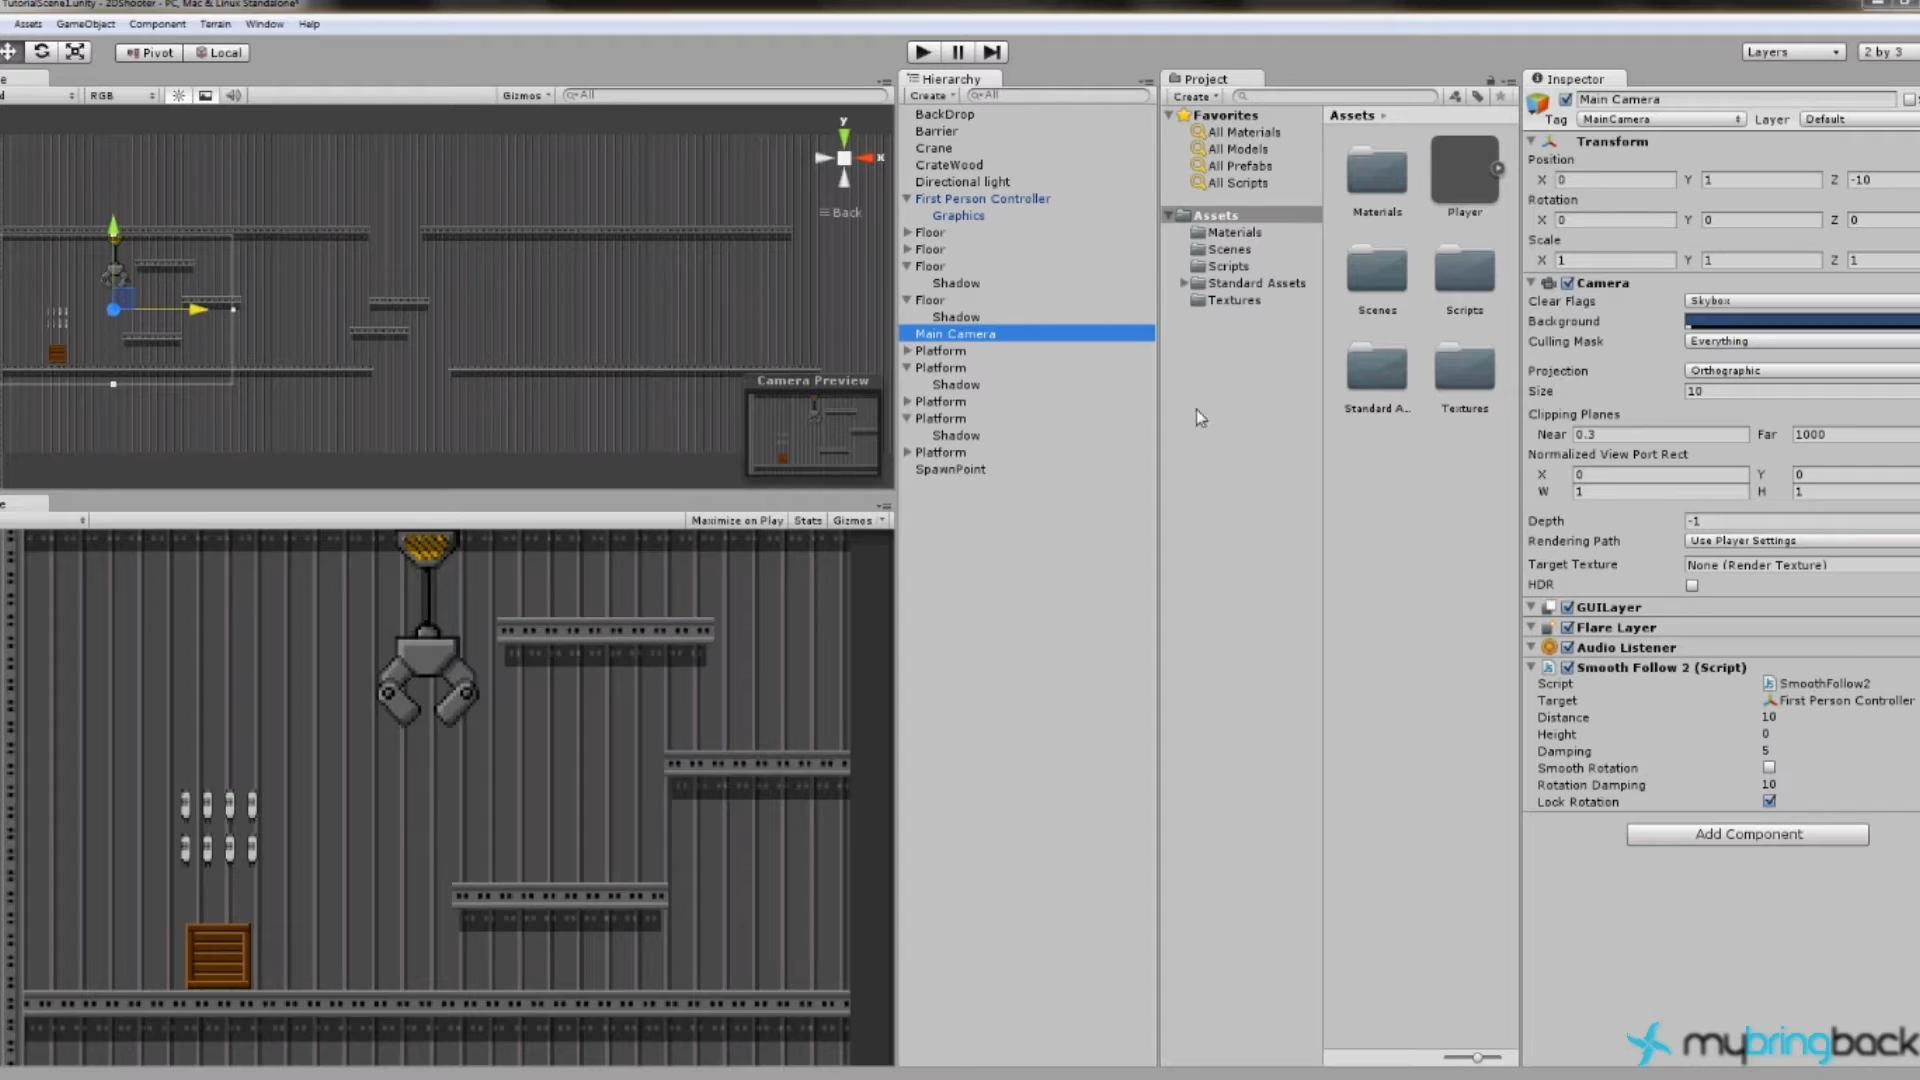 TutorialScene1.unity - 2DShooter - PC, Mac & Linux Standalone*
Assets GameObject Component Terrain Window Help
Pivot Local
Layers 2 by 3
RGB Gizmos All
y
x
Back
Camera Preview
Maximize on Play Stats Gizmos
Hierarchy
Create All
BackDrop
Barrier
Crane
CrateWood
Directional light
First Person Controller
Graphics
Floor
Floor
Floor
Shadow
Floor
Shadow
Main Camera
Platform
Platform
Shadow
Platform
Platform
Shadow
Platform
SpawnPoint
Project
Create
Favorites
All Materials
All Models
All Prefabs
All Scripts
Assets
Materials
Scenes
Scripts
Standard Assets
Textures
Assets
Materials Player
Scenes Scripts
Standard A... Textures
Inspector
Main Camera
Tag MainCamera Layer Default
Transform
Position
X 0 Y 1 Z -10
Rotation
X 0 Y 0 Z 0
Scale
X 1 Y 1 Z 1
Camera
Clear Flags Skybox
Background
Culling Mask Everything
Projection Orthographic
Size 10
Clipping Planes
Near 0.3 Far 1000
Normalized View Port Rect
X 0 Y 0
W 1 H 1
Depth -1
Rendering Path Use Player Settings
Target Texture None (Render Texture)
HDR
GUILayer
Flare Layer
Audio Listener
Smooth Follow 2 (Script)
Script SmoothFollow2
Target First Person Controller
Distance 10
Height 0
Damping 5
Smooth Rotation
Rotation Damping 10
Lock Rotation
Add Component
mybringback